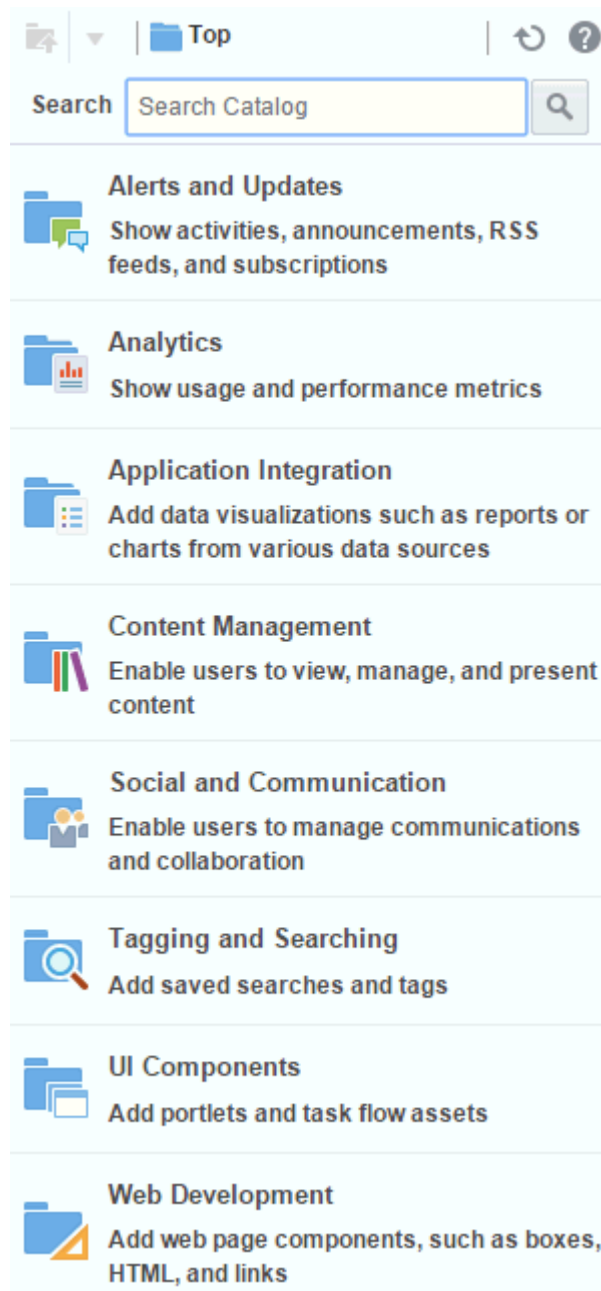 Top
Search Search Catalog
Alerts and Updates
Show activities, announcements, RSS
feeds, and subscriptions
Analytics
Show usage and performance metrics
Application Integration
Add data visualizations such as reports or
charts from various data sources
Content Management
Enable users to view, manage, and present
content
Social and Communication
Enable users to manage communications
and collaboration
Tagging and Searching
Add saved searches and tags
UI Components
Add portlets and task flow assets
Web Development
Add web page components, such as boxes,
HTML, and links